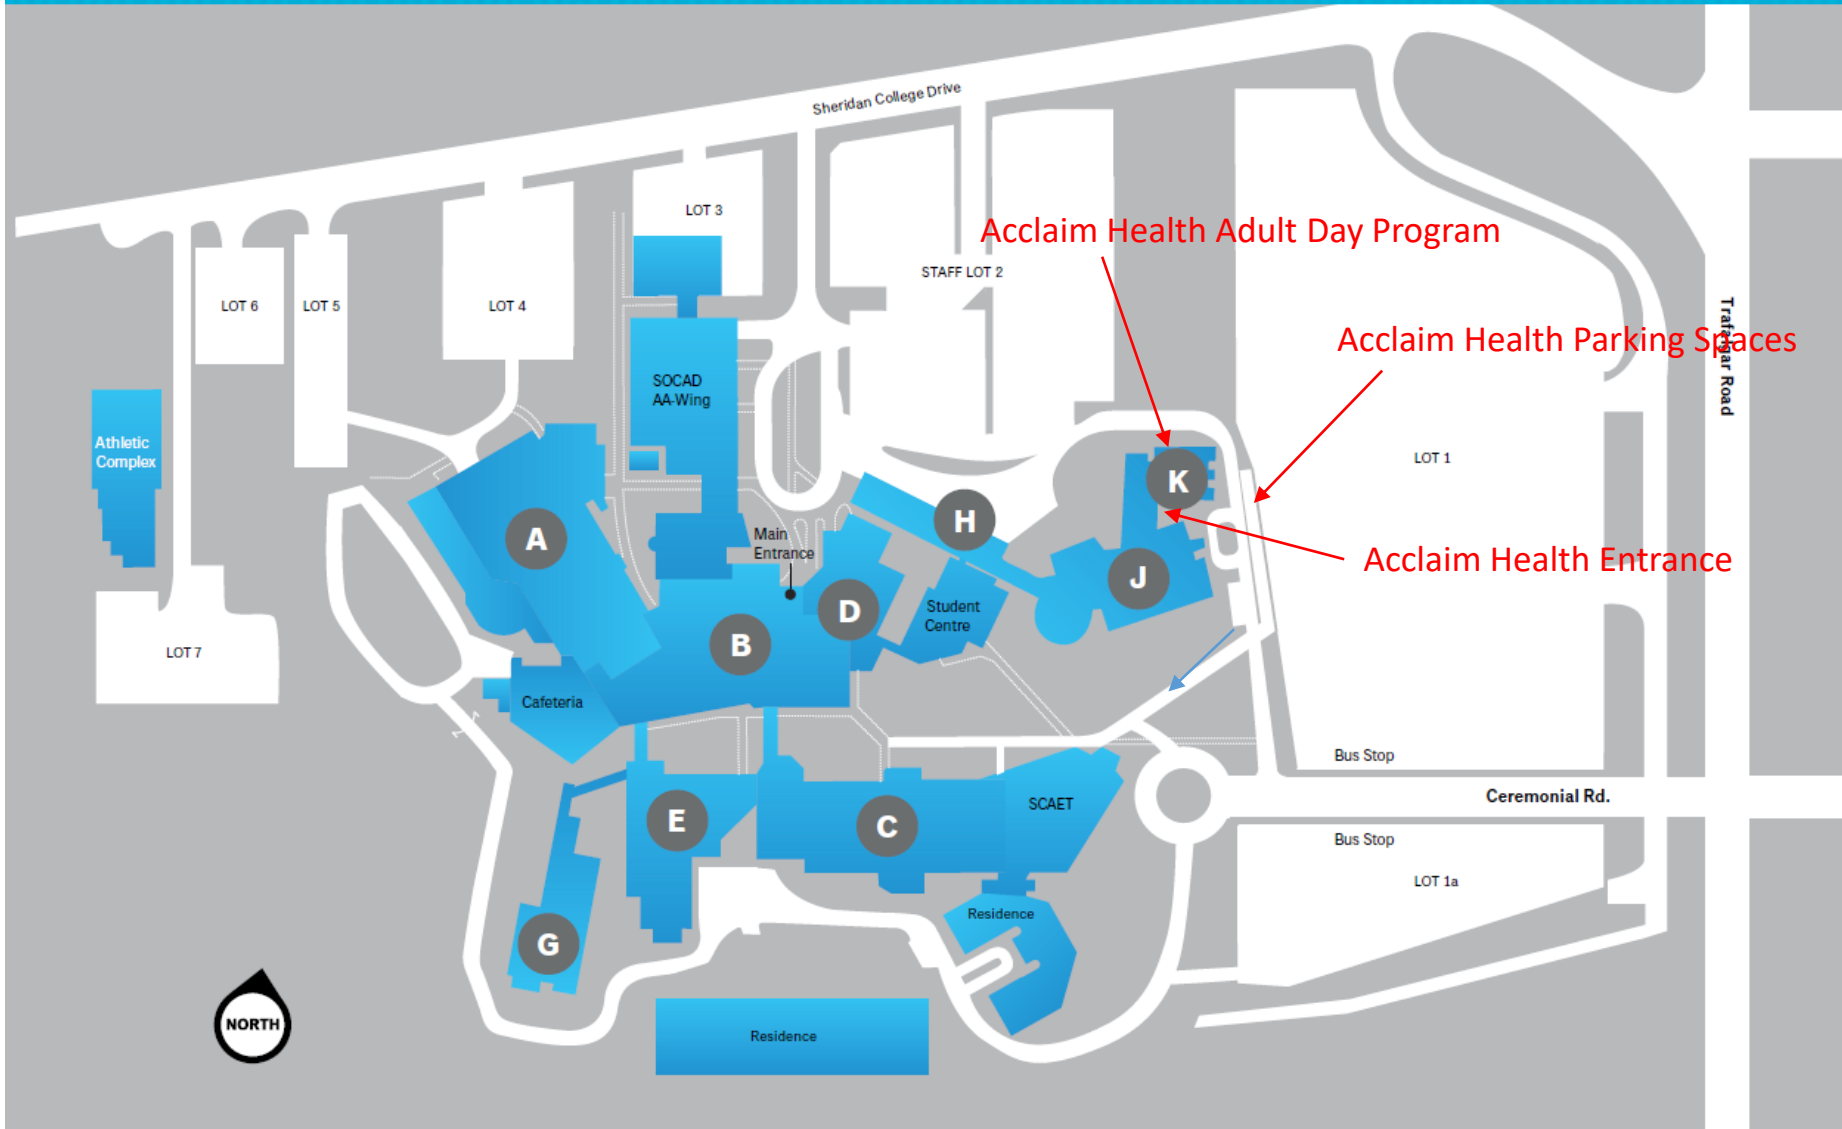 Sheridan College Drive
LOT 3
Acclaim Health Adult Day Program
STAFF LOT 2
LOT 6
LOT 5
LOT 4
Trafalgar Road
Acclaim Health Parking Spaces
SOCAD
AA-Wing
Athletic
Complex
LOT 1
K
H
A
Main
Entrance
Acclaim Health Entrance
J
D
Student
Centre
B
LOT 7
Cafeteria
Bus Stop
Ceremonial Rd.
SCAET
E
C
Bus Stop
LOT 1a
Residence
G
NORTH
Residence